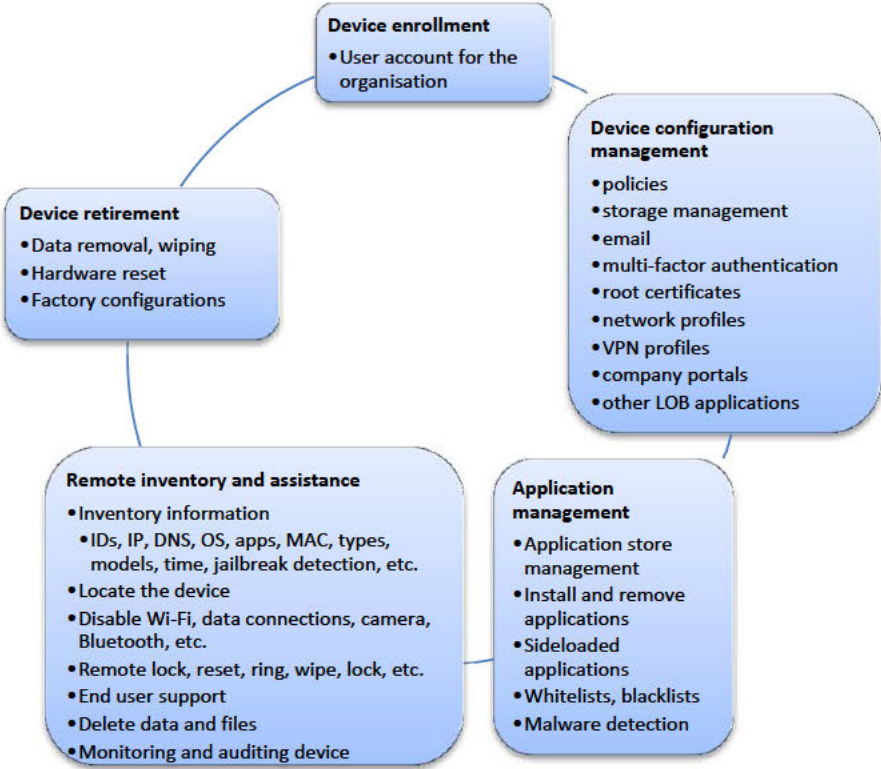 Device enrollment
•User account for the
organisation
Device configuration
management
•policies
•storage management
•email
•multi-factor authentication
•root certificates
•network profiles
•VPN profiles
•company portals
•other LOB applications
Application
management
•Application store
management
•Install and remove
applications
•Sideloaded
applications
•Whitelists, blacklists
•Malware detection
Remote inventory and assistance
•Inventory information
•IDs, IP, DNS, OS, apps, MAC, types,
models, time, jailbreak detection, etc.
•Locate the device
•Disable Wi-Fi, data connections, camera,
Bluetooth, etc.
•Remote lock, reset, ring, wipe, lock, etc.
•End user support
•Delete data and files
•Monitoring and auditing device
Device retirement
•Data removal, wiping
•Hardware reset
•Factory configurations